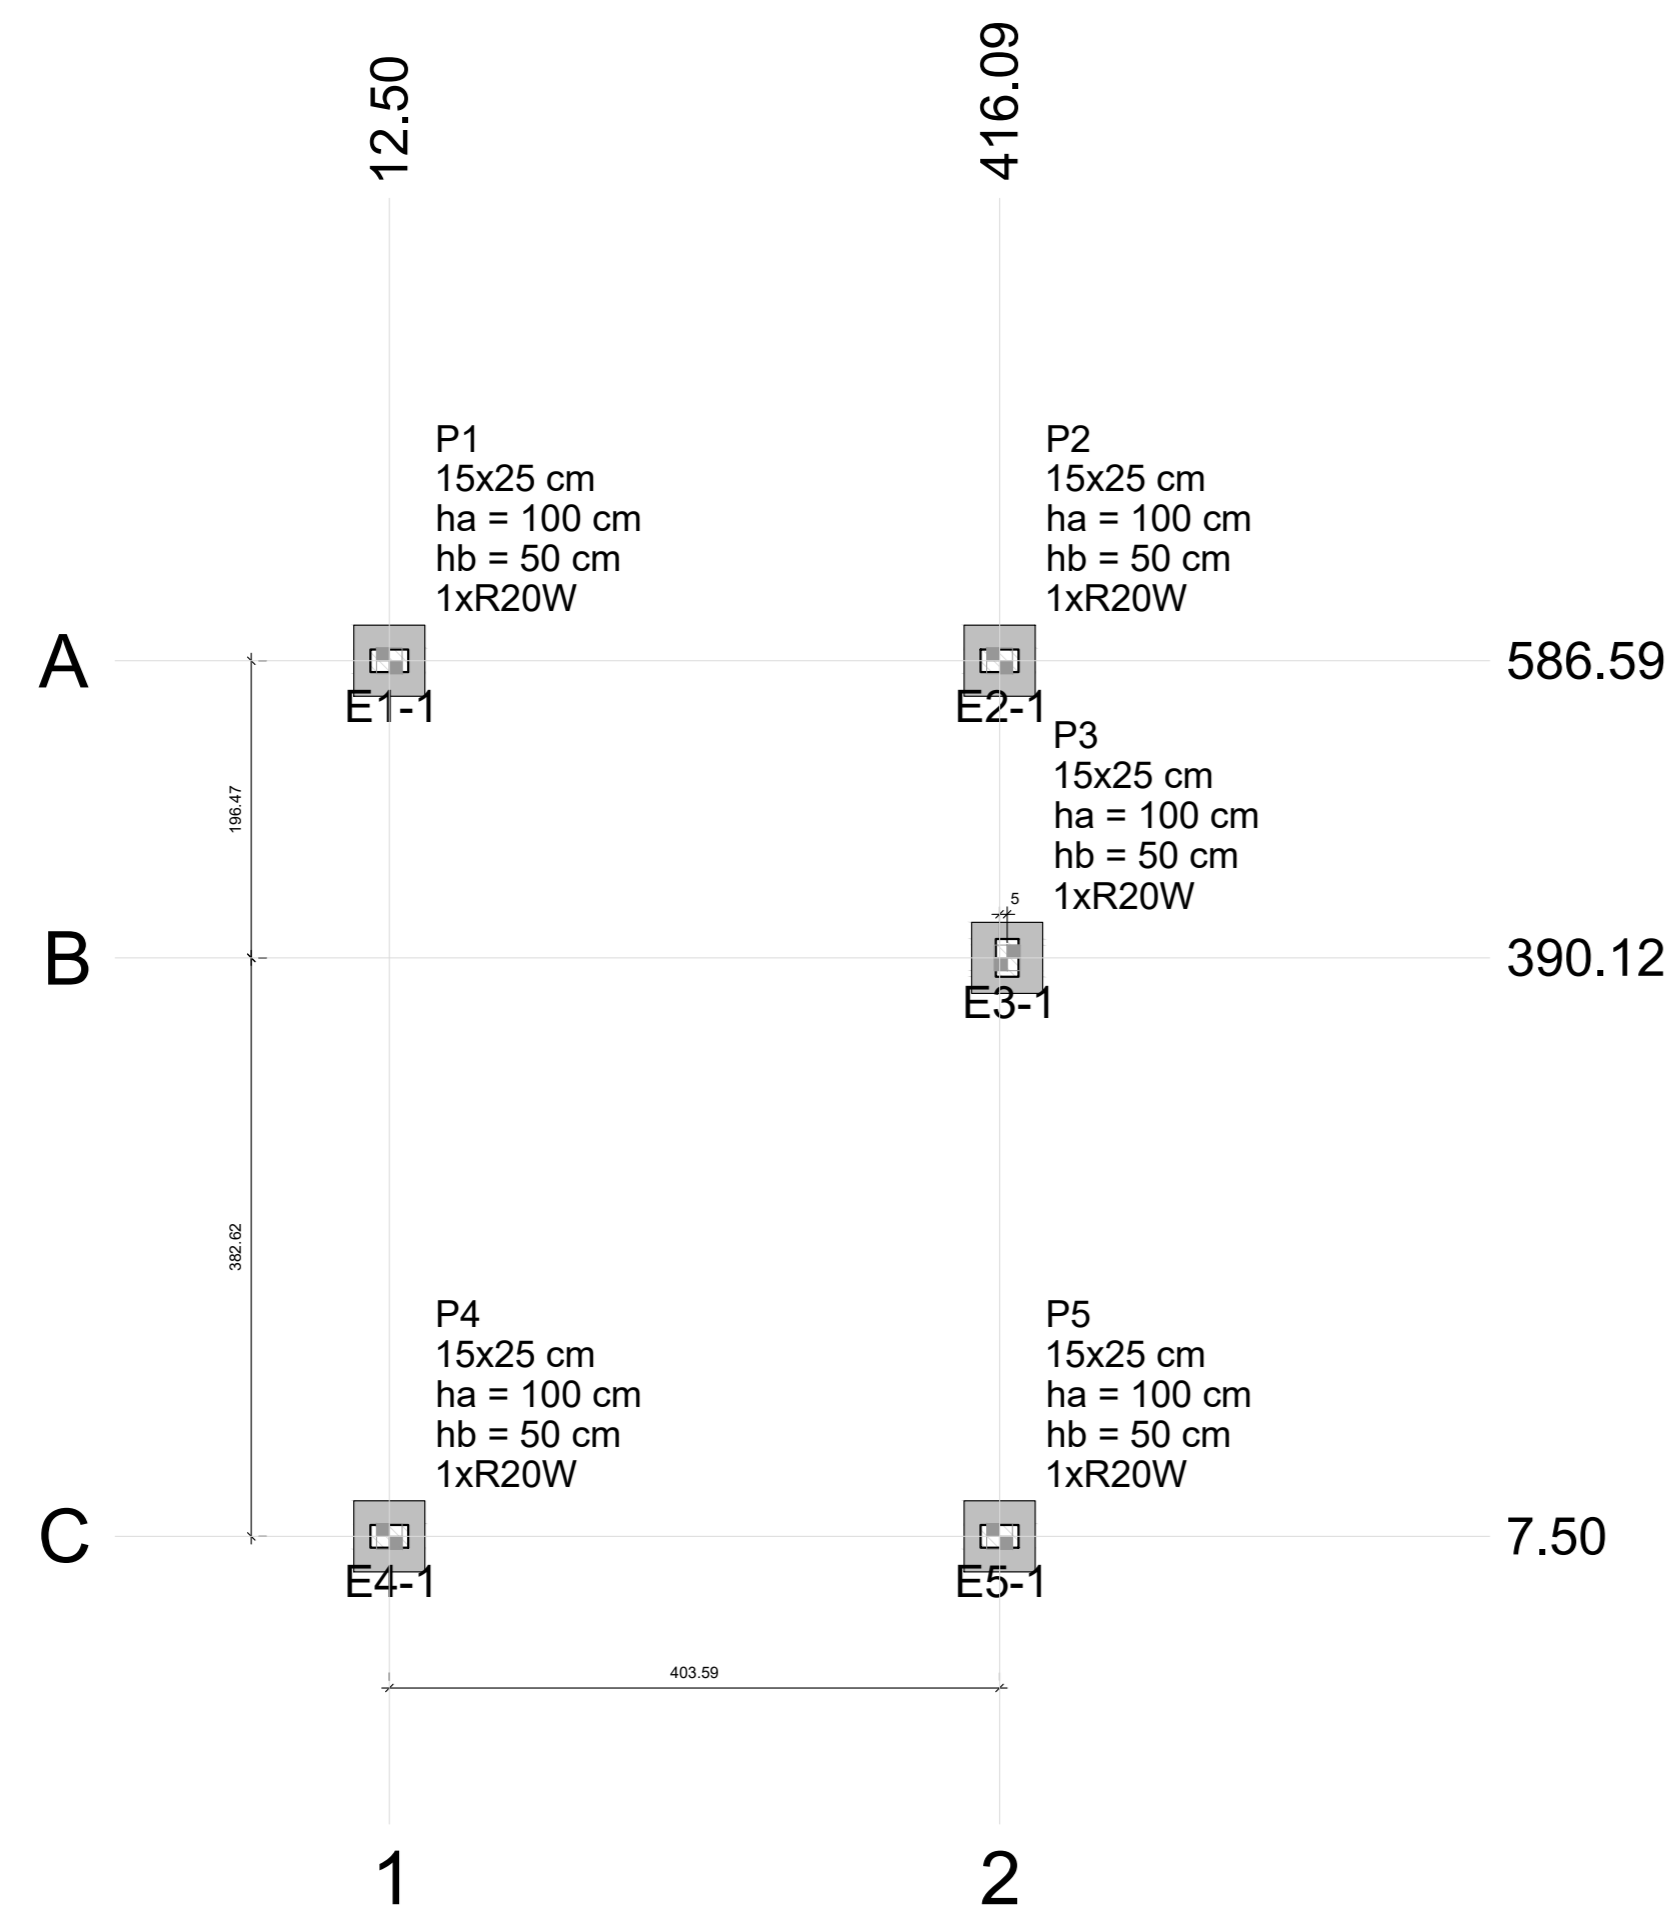 12.50
416.09
P1
15x25 cm
ha = 100 cm
hb = 50 cm
1xR20W
P2
15x25 cm
ha = 100 cm
hb = 50 cm
1xR20W
A
586.59
E1-1
E2-1
196.47
P3
15x25 cm
ha = 100 cm
hb = 50 cm
1xR20W
5
B
390.12
E3-1
382.62
P4
15x25 cm
ha = 100 cm
hb = 50 cm
1xR20W
P5
15x25 cm
ha = 100 cm
hb = 50 cm
1xR20W
C
7.50
E4-1
E5-1
403.59
1
2